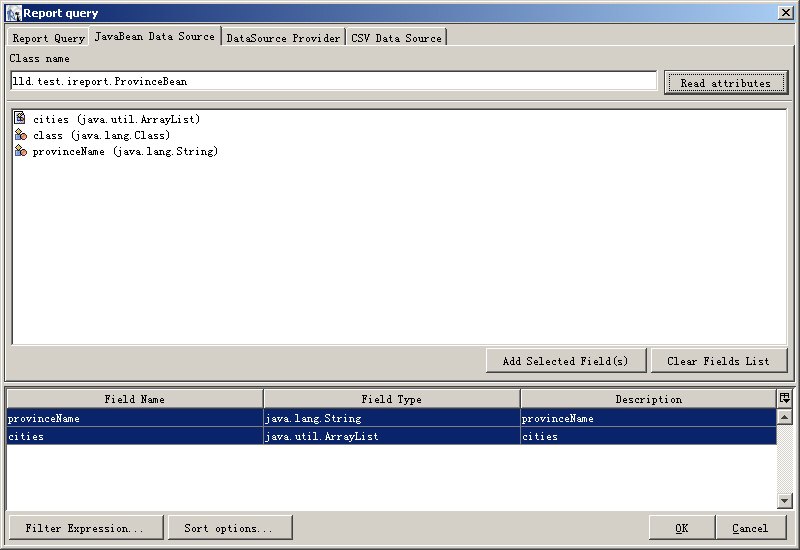 Report query
Report Query JavaBean Data Source DataSource Provider CSV Data Source
Class name
lld.test.ireport.ProvinceBean Read attributes
cities (java.util.ArrayList)
class (java.lang.Class)
provinceName (java.lang.String)
Add Selected Field(s) Clear Fields List
Field Name Field Type Description
provinceName java.lang.String provinceName
cities java.util.ArrayList cities
Filter Expression... Sort options... OK Cancel